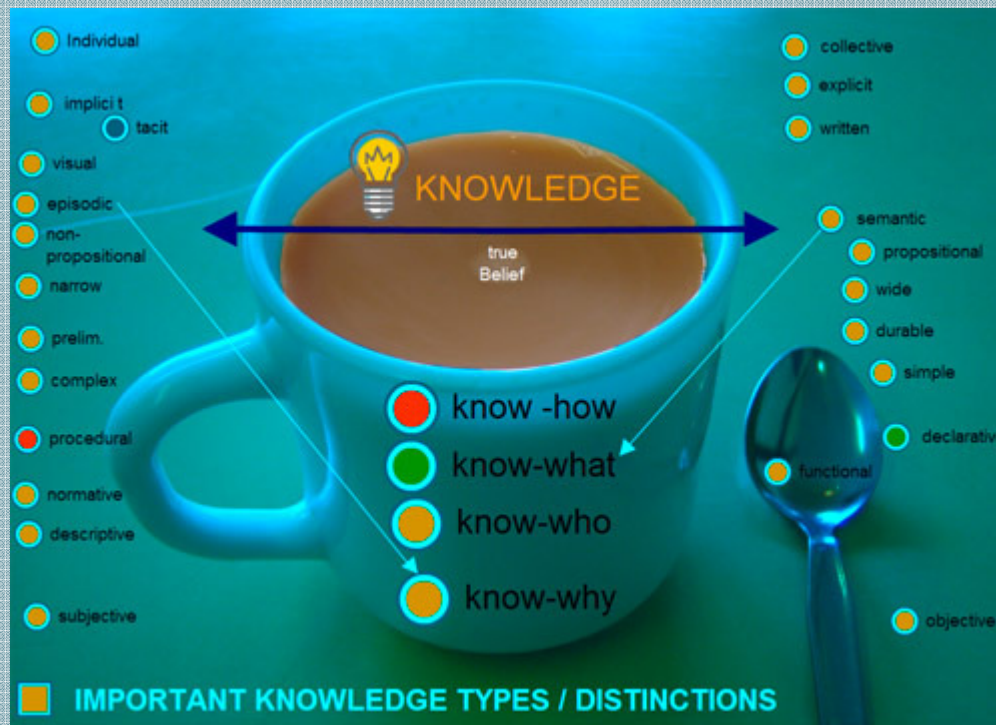 Individual
collective
explicit
implici t
tacit
written
visual
KNOWLEDGE
episodic
semantic
non-
propositional
true
Belief
propositional
narrow
wide
prelim.
durable
complex
simple
know -how
procedural
declarativ
know-what
functional
normative
know-who
descriptive
know-why
subjective
objective
IMPORTANT KNOWLEDGE TYPES / DISTINCTIONS